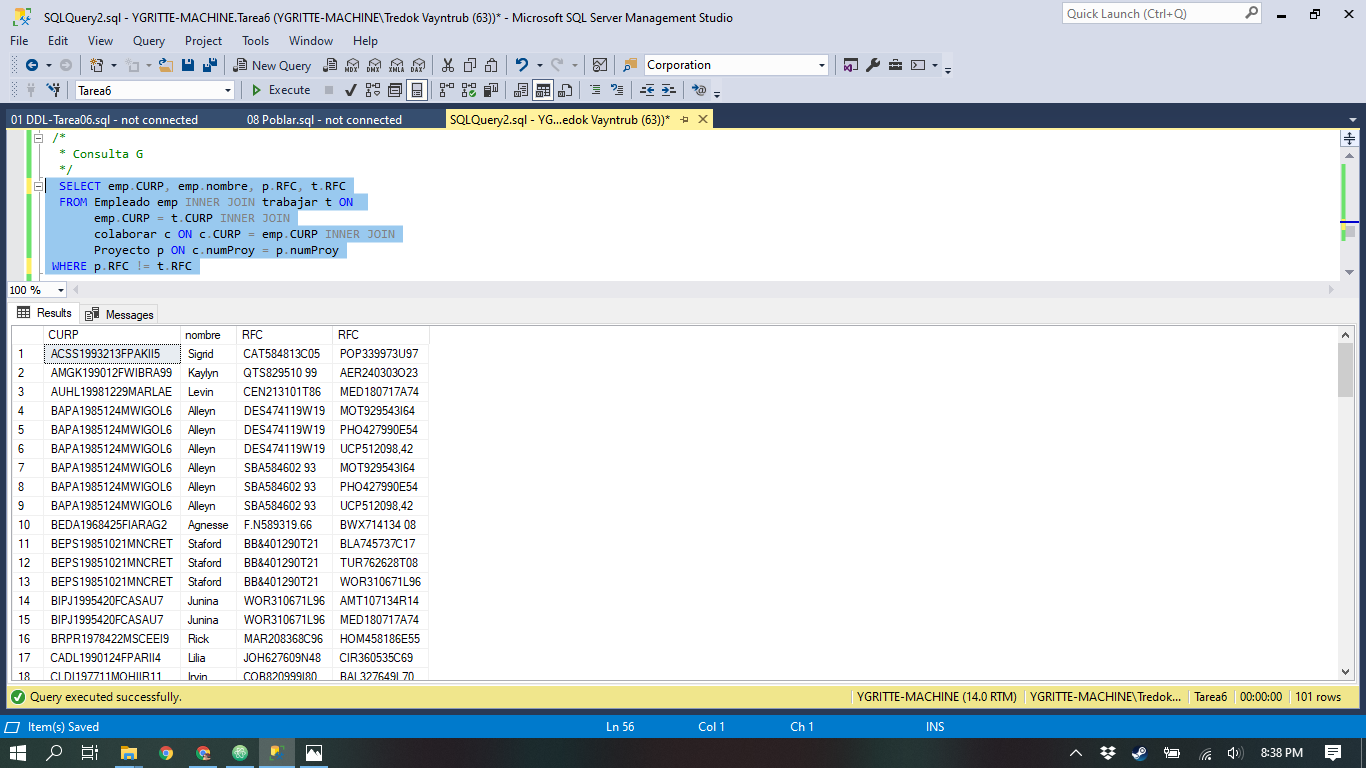 SQLQuery2.sql - YGRITTE-MACHINE.Tarea6 (YGRITTE-MACHINE\Tredok Vayntrub (63))* - Microsoft SQL Server Management Studio
Quick Launch (Ctrl+Q)
File Edit View Query Project Tools Window Help
New Query MDX DMX XMLA DAX Corporation
Tarea6 Execute
01 DDL-Tarea06.sql - not connected 08 Poblar.sql - not connected SQLQuery2.sql - YG...edok Vayntrub (63))*
/*
* Consulta G
*/
SELECT emp.CURP, emp.nombre, p.RFC, t.RFC
FROM Empleado emp INNER JOIN trabajar t ON
emp.CURP = t.CURP INNER JOIN
colaborar c ON c.CURP = emp.CURP INNER JOIN
Proyecto p ON c.numProy = p.numProy
WHERE p.RFC != t.RFC
100 %
Results Messages
CURP nombre RFC RFC
1 ACSS1993213FPAKII5 Sigrid CAT584813C05 POP339973U97
2 AMGK199012FWIBRA99 Kaylyn QTS829510 99 AER240303O23
3 AUHL19981229MARLAE Levin CEN213101T86 MED180717A74
4 BAPA1985124MWIGOL6 Alleyn DES474119W19 MOT929543I64
5 BAPA1985124MWIGOL6 Alleyn DES474119W19 PHO427990E54
6 BAPA1985124MWIGOL6 Alleyn DES474119W19 UCP512098,42
7 BAPA1985124MWIGOL6 Alleyn SBA584602 93 MOT929543I64
8 BAPA1985124MWIGOL6 Alleyn SBA584602 93 PHO427990E54
9 BAPA1985124MWIGOL6 Alleyn SBA584602 93 UCP512098,42
10 BEDA1968425FIARAG2 Agnesse F.N589319.66 BWX714134 08
11 BEPS19851021MNCRET Staford BB&401290T21 BLA745737C17
12 BEPS19851021MNCRET Staford BB&401290T21 TUR762628T08
13 BEPS19851021MNCRET Staford BB&401290T21 WOR310671L96
14 BIPJ1995420FCASAU7 Junina WOR310671L96 AMT107134R14
15 BIPJ1995420FCASAU7 Junina WOR310671L96 MED180717A74
16 BRPR1978422MSCEEI9 Rick MAR208368C96 HOM458186E55
17 CADL1990124FPARII4 Lilia JOH627609N48 CIR360535C69
18 CLDI197711MOHIIR11 Irvin COB820999I80 BAL327649L70
Query executed successfully. YGRITTE-MACHINE (14.0 RTM) YGRITTE-MACHINE\Tredok... Tarea6 00:00:00 101 rows
Item(s) Saved Ln 56 Col 1 Ch 1 INS
8:38 PM